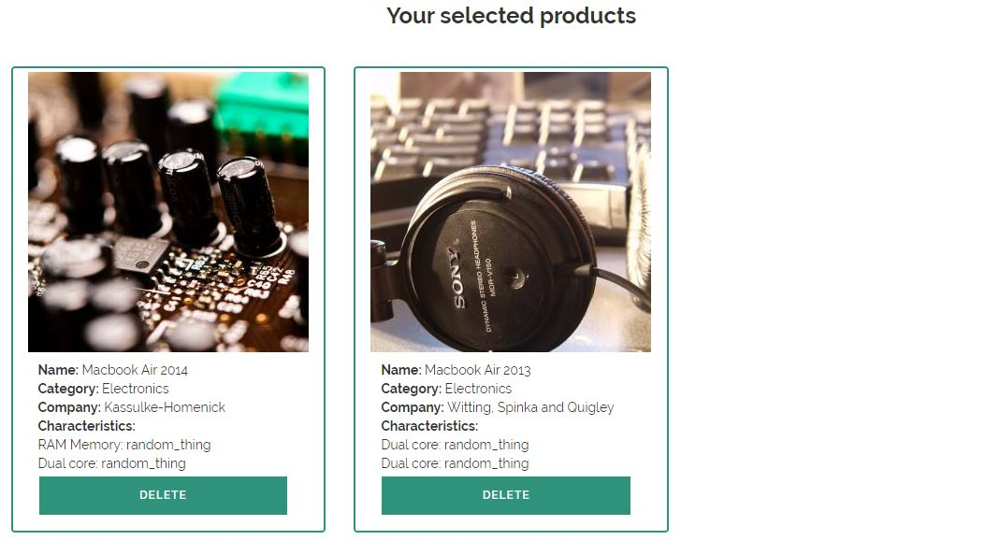 Your selected products
SONY
DYNAMIC STEREO HEADPHONES
MDR-V150
L
Name: Macbook Air 2014
Category: Electronics
Company: Kassulke-Homenick
Characteristics:
RAM Memory: random_thing
Dual core: random_thing
DELETE
Name: Macbook Air 2013
Category: Electronics
Company: Witting, Spinka and Quigley
Characteristics:
Dual core: random_thing
Dual core: random_thing
DELETE